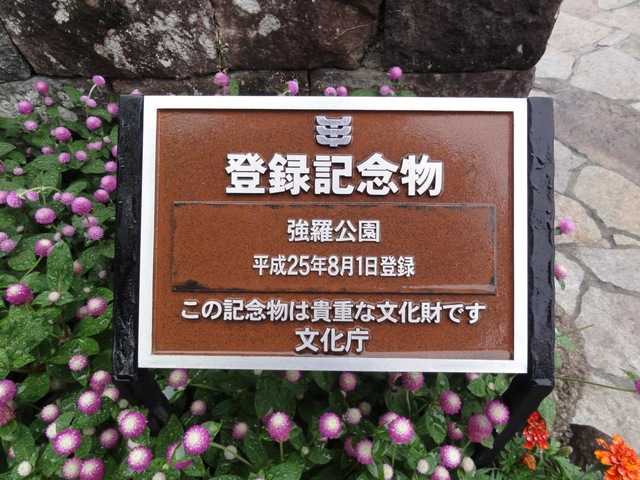 登録記念物
強羅公園
平成25年8月1日登録
この記念物は貴重な文化財です
文化庁